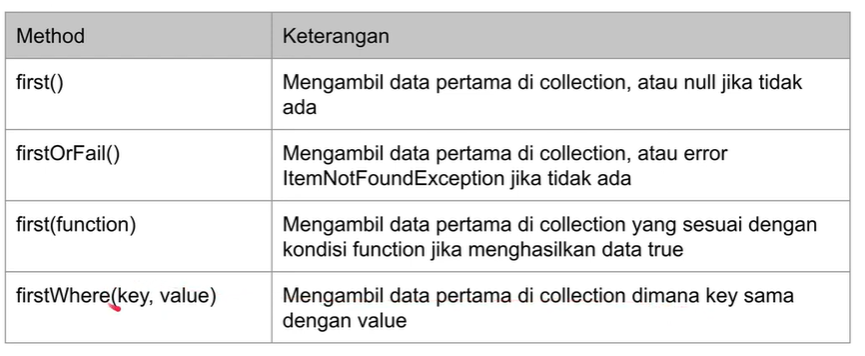 Method
Keterangan
first()
Mengambil data pertama di collection, atau null jika tidak
ada
firstOrFail()
Mengambil data pertama di collection, atau error
ItemNotFoundException jika tidak ada
first(function)
Mengambil data pertama di collection yang sesuai dengan
kondisi function jika menghasilkan data true
firstWhere(key, value)
Mengambil data pertama di collection dimana key sama
dengan value